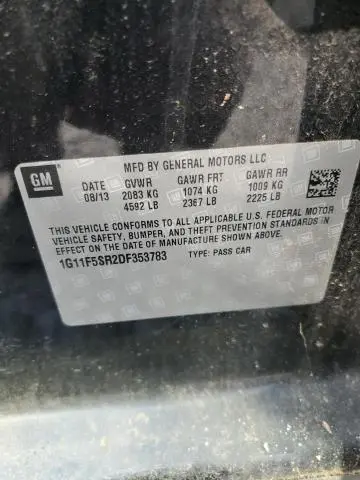 GM
MFD BY GENERAL MOTORS LLC
DATE GVWR GAWR FRT GAWR RR
08/13 2083 KG 1074 KG 1009 KG
4592 LB 2367 LB 2225 LB
THIS VEHICLE CONFORMS TO ALL APPLICABLE U.S. FEDERAL MOTOR
VEHICLE SAFETY, BUMPER, AND THEFT PREVENTION STANDARDS IN
EFFECT ON THE DATE OF MANUFACTURE SHOWN ABOVE.
1G11F5SR2DF353783 TYPE: PASS CAR